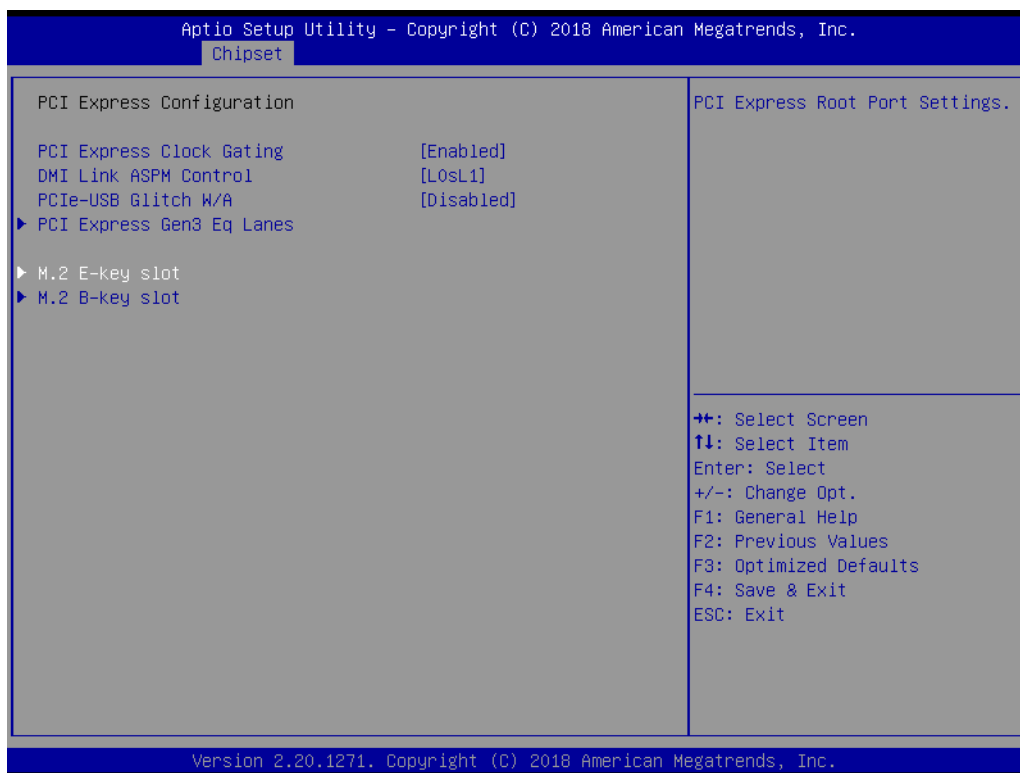 Aptio Setup Utility – Copyright (C) 2018 American Megatrends, Inc.
Chipset
PCI Express Configuration
PCI Express Clock Gating [Enabled]
DMI Link ASPM Control [L0sL1]
PCIe-USB Glitch W/A [Disabled]
▶ PCI Express Gen3 Eq Lanes
▶ M.2 E-key slot
▶ M.2 B-key slot
PCI Express Root Port Settings.
→←: Select Screen
↑↓: Select Item
Enter: Select
+/-: Change Opt.
F1: General Help
F2: Previous Values
F3: Optimized Defaults
F4: Save & Exit
ESC: Exit
Version 2.20.1271. Copyright (C) 2018 American Megatrends, Inc.